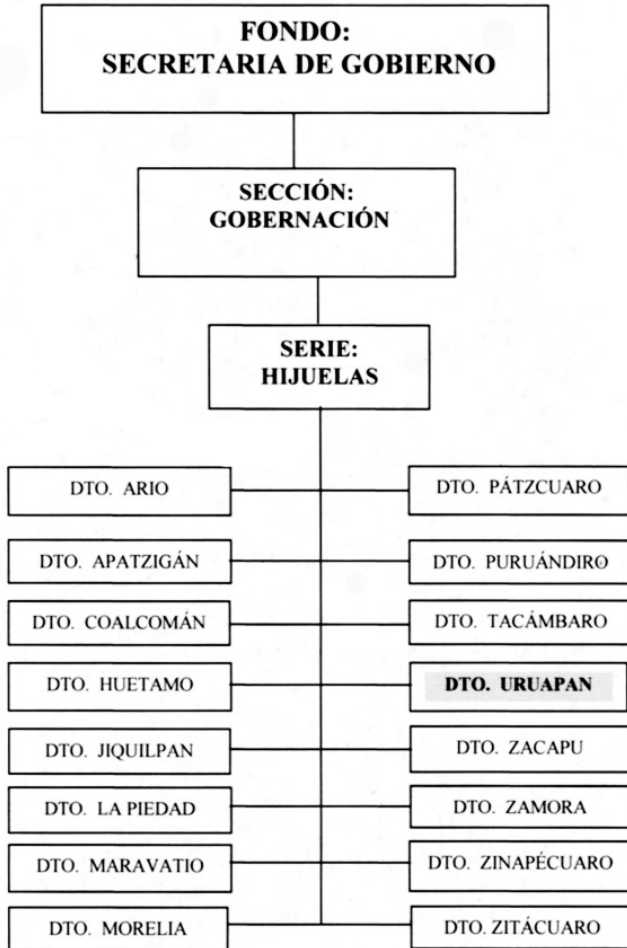 FONDO:
SECRETARIA DE GOBIERNO
SECCIÓN:
GOBERNACIÓN
SERIE:
HIJUELAS
DTO. ARIO
DTO. PÁTZCUARO
DTO. APATZIGÁN
DTO. PURUÁNDIRO
DTO. COALCOMÁN
DTO. TACÁMBARO
DTO. HUETAMO
DTO. URUAPAN
DTO. JIQUILPAN
DTO. ZACAPU
DTO. LA PIEDAD
DTO. ZAMORA
DTO. MARAVATIO
DTO. ZINAPÉCUARO
DTO. MORELIA
DTO. ZITÁCUARO